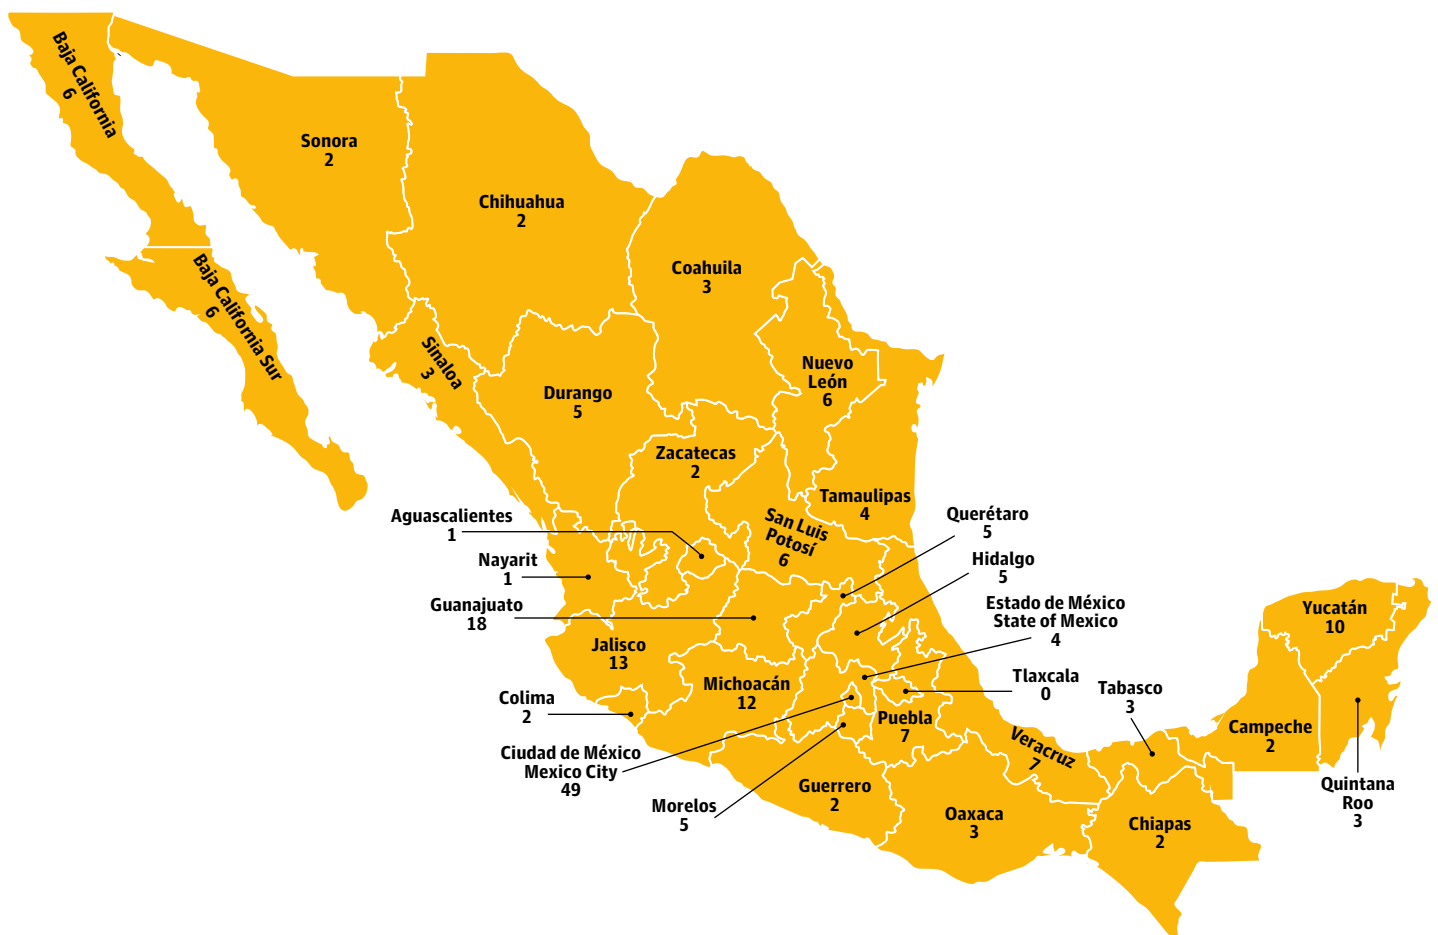 Baja California
6
Sonora
2
Chihuahua
2
Coahuila
3
Baja California Sur
6
Sinaloa
3
Nuevo
León
6
Durango
5
Zacatecas
2
Tamaulipas
4
San Luis
Potosí
6
Aguascalientes
1
Querétaro
5
Nayarit
1
Hidalgo
5
Guanajuato
18
Estado de México
State of Mexico
4
Yucatán
10
Jalisco
13
Michoacán
12
Tlaxcala
0
Tabasco
3
Colima
2
Puebla
7
Campeche
2
Ciudad de México
Mexico City
49
Veracruz
7
Guerrero
2
Quintana
Roo
3
Morelos
5
Oaxaca
3
Chiapas
2